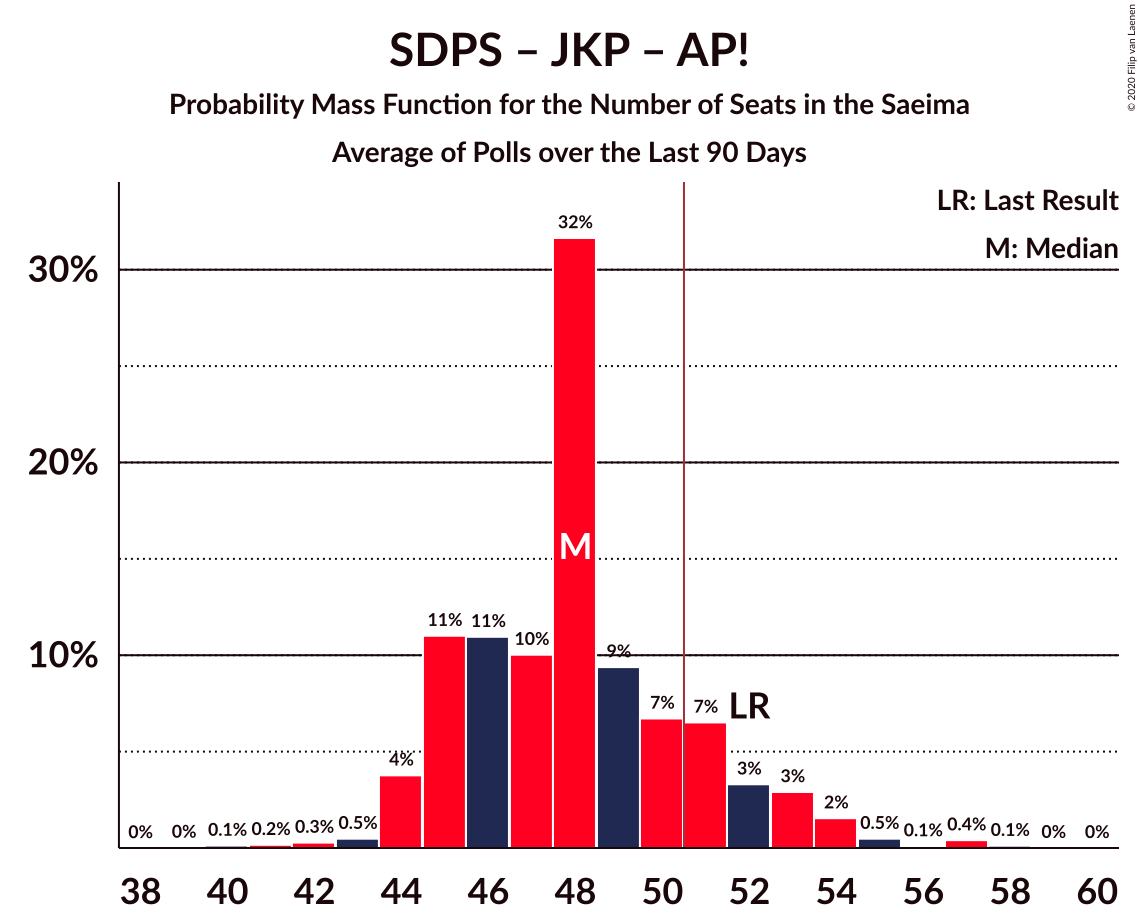 SDPS – JKP – AP!
Probability Mass Function for the Number of Seats in the Saeima
Average of Polls over the Last 90 Days
© 2020 Filip van Laenen
LR: Last Result
M: Median
30%
20%
10%
0%
0%
0.1%
0.2%
0.3%
0.5%
4%
11%
11%
10%
32%
M
9%
7%
7%
LR
3%
3%
2%
0.5%
0.1%
0.4%
0.1%
0%
0%
38 40 42 44 46 48 50 52 54 56 58 60